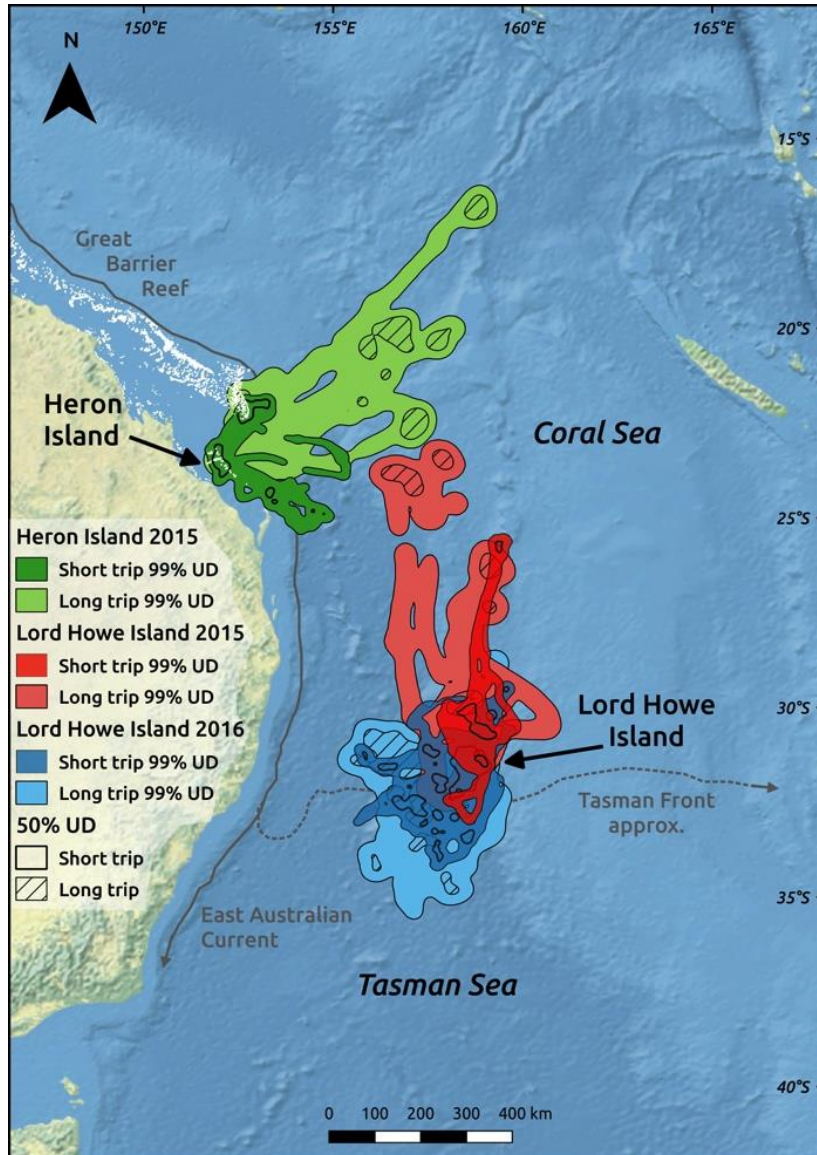 150°E 155°E 160°E 165°E
N
15°S
Great
Barrier
Reef
20°S
Heron
Island
Coral Sea
25°S
Heron Island 2015
Short trip 99% UD
Long trip 99% UD
Lord Howe Island 2015
Short trip 99% UD
Long trip 99% UD
Lord Howe Island 2016
Short trip 99% UD
Long trip 99% UD
50% UD
Short trip
Long trip
30°S
Lord Howe
Island
Tasman Front
approx.
35°S
East Australian
Current
Tasman Sea
40°S
0 100 200 300 400 km